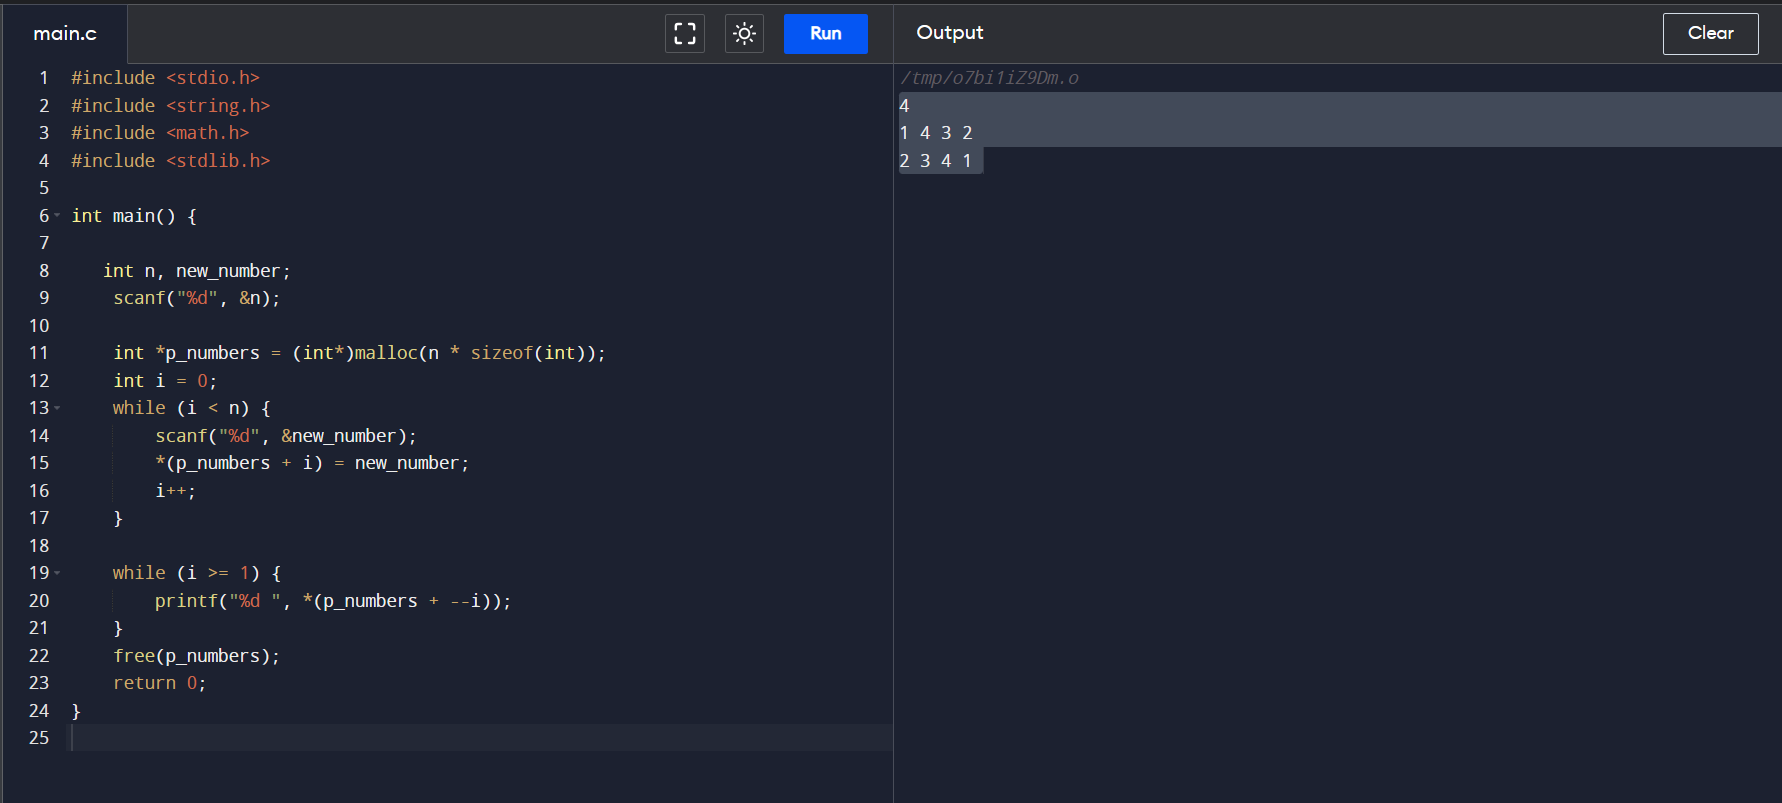 main.c
Run
Output
Clear
1 #include <stdio.h>
2 #include <string.h>
3 #include <math.h>
4 #include <stdlib.h>
5
6 int main() {
7
8    int n, new_number;
9     scanf("%d", &n);
10
11     int *p_numbers = (int*)malloc(n * sizeof(int));
12     int i = 0;
13     while (i < n) {
14         scanf("%d", &new_number);
15         *(p_numbers + i) = new_number;
16         i++;
17     }
18
19     while (i >= 1) {
20         printf("%d ", *(p_numbers + --i));
21     }
22     free(p_numbers);
23     return 0;
24 }
25
/tmp/o7bi1iZ9Dm.o
4
1 4 3 2
2 3 4 1